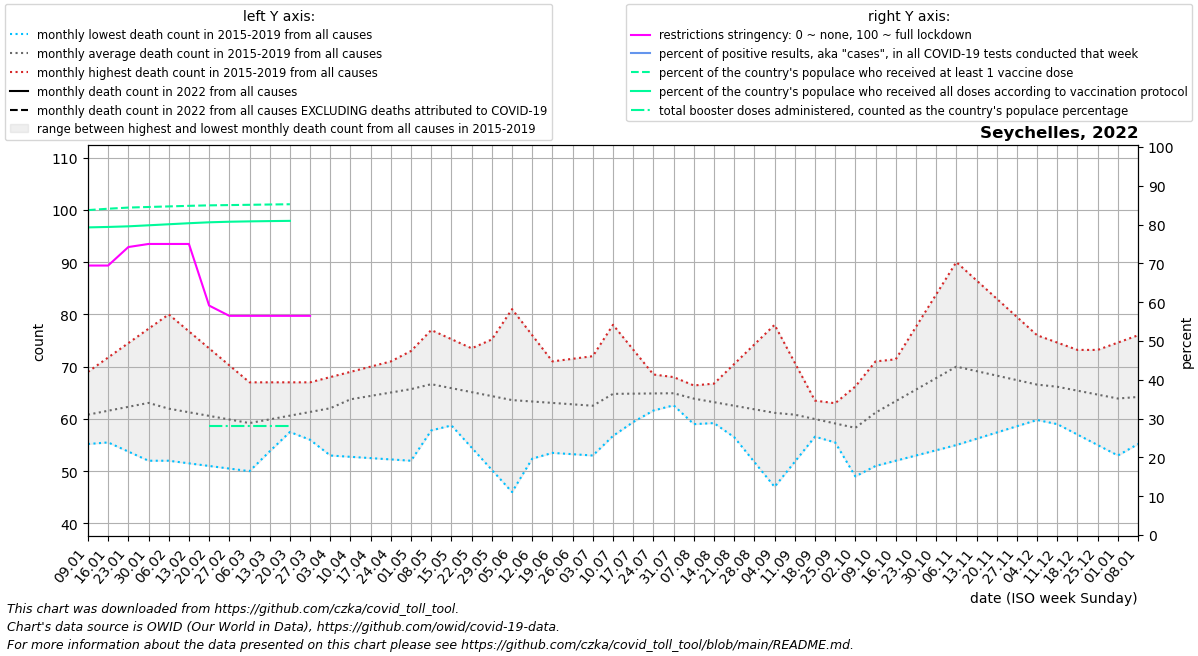 left Y axis:
monthly lowest death count in 2015-2019 from all causes
monthly average death count in 2015-2019 from all causes
monthly highest death count in 2015-2019 from all causes
monthly death count in 2022 from all causes
monthly death count in 2022 from all causes EXCLUDING deaths attributed to COVID-19
range between highest and lowest monthly death count from all causes in 2015-2019
right Y axis:
restrictions stringency: 0 ~ none, 100 ~ full lockdown
percent of positive results, aka "cases", in all COVID-19 tests conducted that week
percent of the country's populace who received at least 1 vaccine dose
percent of the country's populace who received all doses according to vaccination protocol
total booster doses administered, counted as the country's populace percentage
Seychelles, 2022
110
100
90
80
70
60
50
40
count
100
90
80
70
60
50
40
30
20
10
0
percent
09.01 16.01 23.01 30.01 06.02 13.02 20.02 27.02 06.03 13.03 20.03 27.03 03.04 10.04 17.04 24.04 01.05 08.05 15.05 22.05 29.05 05.06 12.06 19.06 26.06 03.07 10.07 17.07 24.07 31.07 07.08 14.08 21.08 28.08 04.09 11.09 18.09 25.09 02.10 09.10 16.10 23.10 30.10 06.11 13.11 20.11 27.11 04.12 11.12 18.12 25.12 01.01 08.01
date (ISO week Sunday)
This chart was downloaded from https://github.com/czka/covid_toll_tool.
Chart's data source is OWID (Our World in Data), https://github.com/owid/covid-19-data.
For more information about the data presented on this chart please see https://github.com/czka/covid_toll_tool/blob/main/README.md.